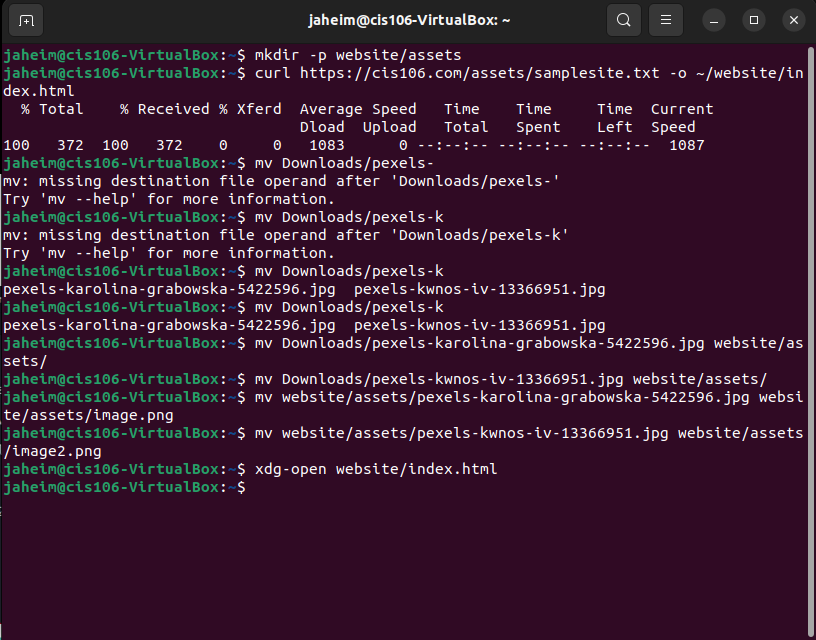 jaheim@cis106-VirtualBox: ~
jaheim@cis106-VirtualBox:~$ mkdir -p website/assets
jaheim@cis106-VirtualBox:~$ curl https://cis106.com/assets/samplesite.txt -o ~/website/in
dex.html
  % Total    % Received % Xferd  Average Speed   Time    Time     Time  Current
                                 Dload  Upload   Total   Spent    Left  Speed
100   372  100   372    0     0   1083      0 --:--:-- --:--:-- --:--:--  1087
jaheim@cis106-VirtualBox:~$ mv Downloads/pexels-
mv: missing destination file operand after 'Downloads/pexels-'
Try 'mv --help' for more information.
jaheim@cis106-VirtualBox:~$ mv Downloads/pexels-k
mv: missing destination file operand after 'Downloads/pexels-k'
Try 'mv --help' for more information.
jaheim@cis106-VirtualBox:~$ mv Downloads/pexels-k
pexels-karolina-grabowska-5422596.jpg  pexels-kwnos-iv-13366951.jpg
jaheim@cis106-VirtualBox:~$ mv Downloads/pexels-k
pexels-karolina-grabowska-5422596.jpg  pexels-kwnos-iv-13366951.jpg
jaheim@cis106-VirtualBox:~$ mv Downloads/pexels-karolina-grabowska-5422596.jpg website/as
sets/
jaheim@cis106-VirtualBox:~$ mv Downloads/pexels-kwnos-iv-13366951.jpg website/assets/
jaheim@cis106-VirtualBox:~$ mv website/assets/pexels-karolina-grabowska-5422596.jpg websi
te/assets/image.png
jaheim@cis106-VirtualBox:~$ mv website/assets/pexels-kwnos-iv-13366951.jpg website/assets
/image2.png
jaheim@cis106-VirtualBox:~$ xdg-open website/index.html
jaheim@cis106-VirtualBox:~$